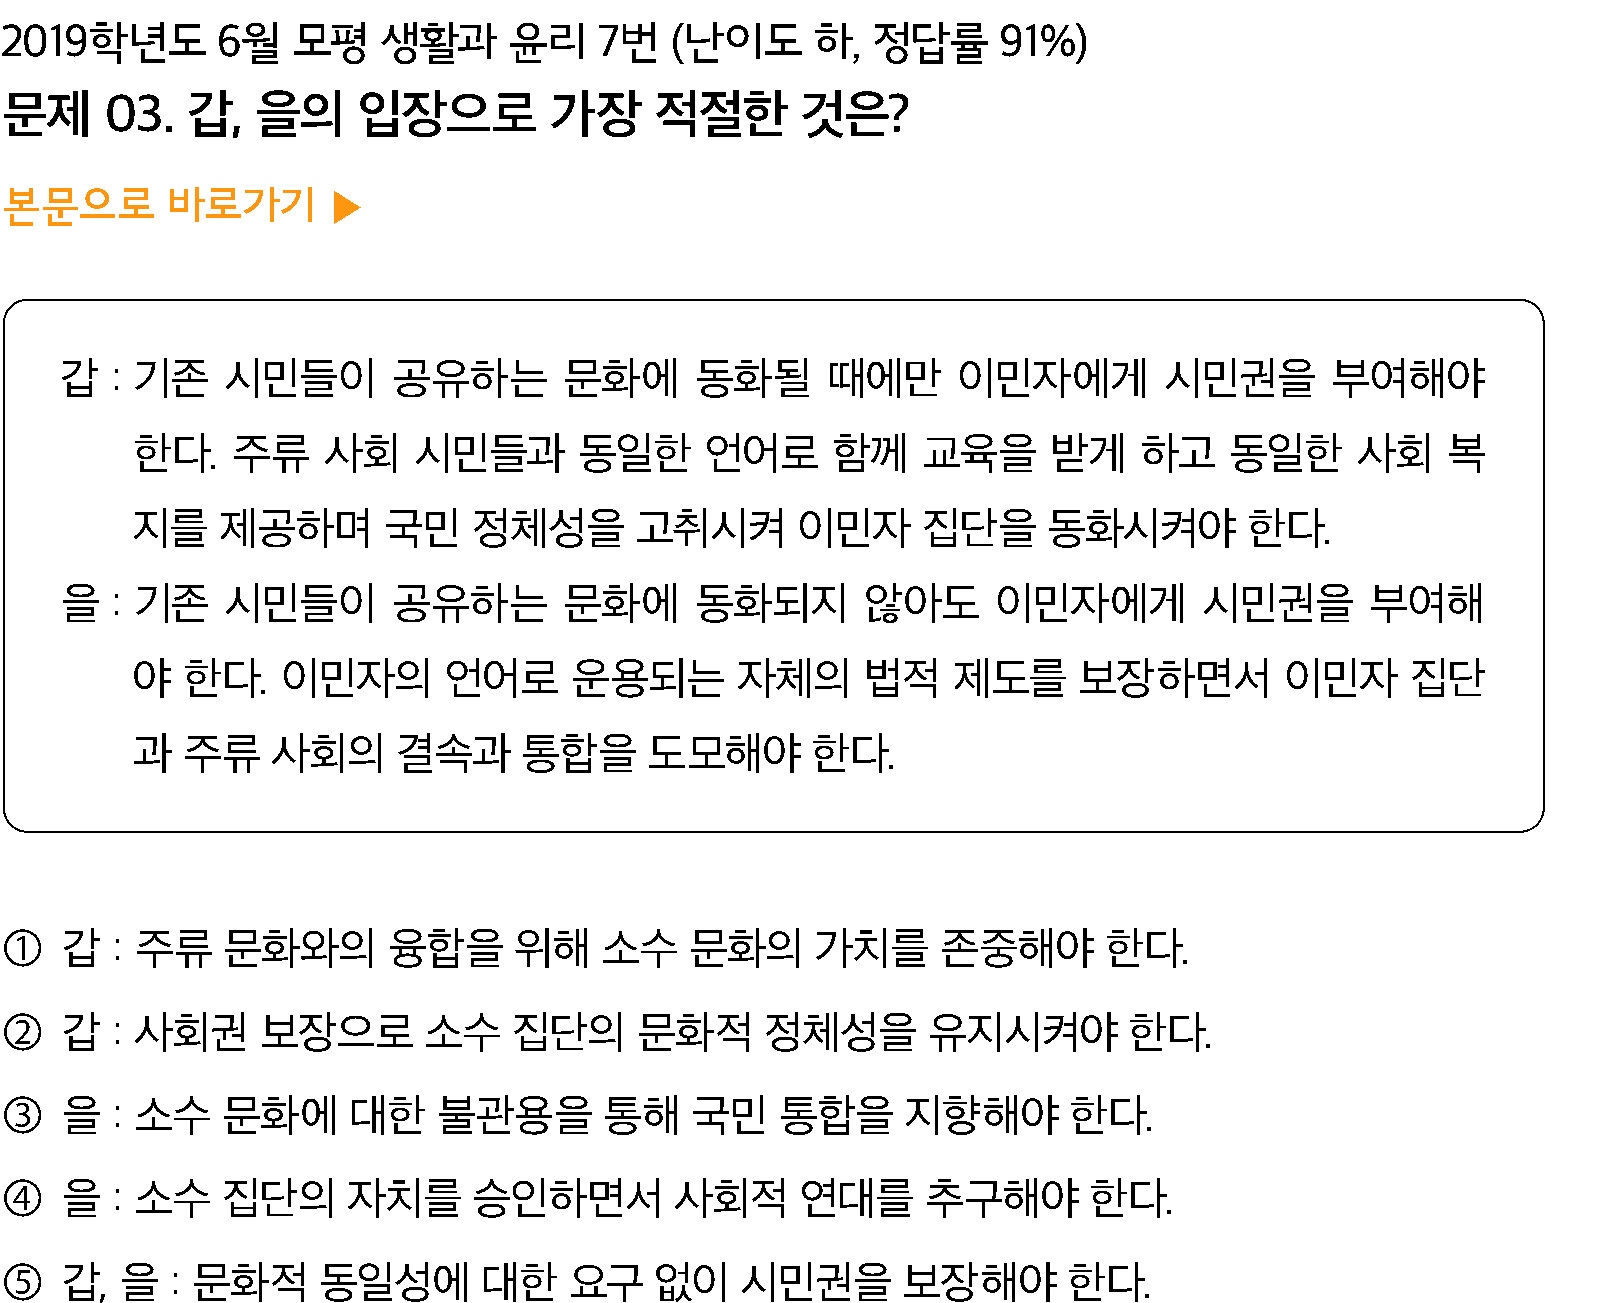 2019학년도 6월 모평 생활과 윤리 7번 (난이도 하, 정답률 91%)
문제 03. 갑, 을의 입장으로 가장 적절한 것은?
본문으로 바로가기 ▶
갑 : 기존 시민들이 공유하는 문화에 동화될 때에만 이민자에게 시민권을 부여해야
한다. 주류 사회 시민들과 동일한 언어로 함께 교육을 받게 하고 동일한 사회 복
지를 제공하며 국민 정체성을 고취시켜 이민자 집단을 동화시켜야 한다.
을 : 기존 시민들이 공유하는 문화에 동화되지 않아도 이민자에게 시민권을 부여해
야 한다. 이민자의 언어로 운용되는 자체의 법적 제도를 보장하면서 이민자 집단
과 주류 사회의 결속과 통합을 도모해야 한다.
① 갑 : 주류 문화와의 융합을 위해 소수 문화의 가치를 존중해야 한다.
② 갑 : 사회권 보장으로 소수 집단의 문화적 정체성을 유지시켜야 한다.
③ 을 : 소수 문화에 대한 불관용을 통해 국민 통합을 지향해야 한다.
④ 을 : 소수 집단의 자치를 승인하면서 사회적 연대를 추구해야 한다.
⑤ 갑, 을 : 문화적 동일성에 대한 요구 없이 시민권을 보장해야 한다.